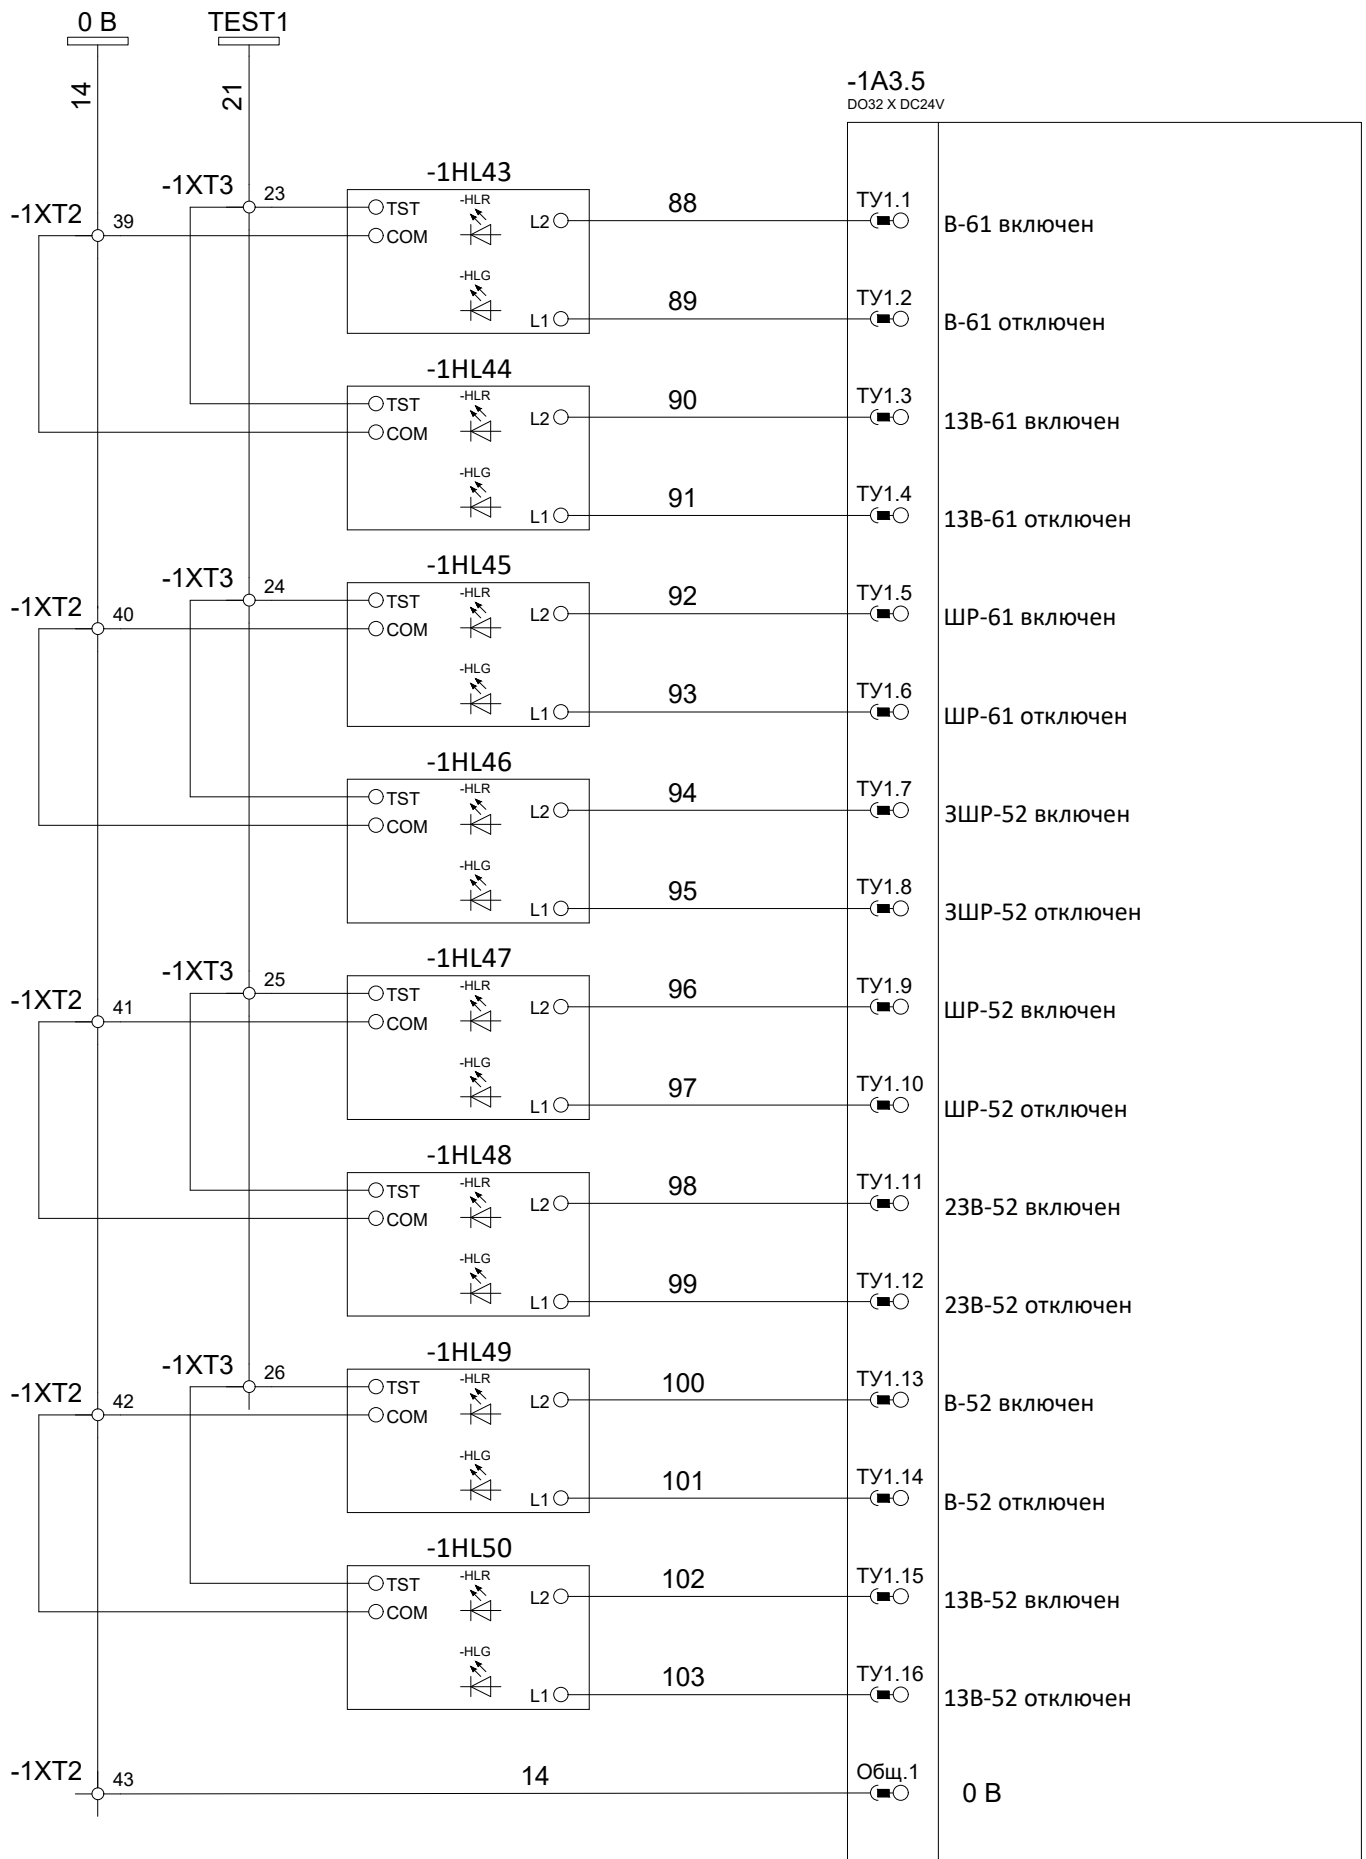 0 В TEST1
14 21
-1A3.5
DO32 X DC24V
-1HL43
-1XT3 23 TST -HLR L2 88 ТУ1.1 В-61 включен
-1XT2 39 COM
-HLG L1 89 ТУ1.2 В-61 отключен
-1HL44
TST -HLR L2 90 ТУ1.3 1ЗВ-61 включен
COM
-HLG L1 91 ТУ1.4 1ЗВ-61 отключен
-1HL45
-1XT3 24 TST -HLR L2 92 ТУ1.5 ШР-61 включен
-1XT2 40 COM
-HLG L1 93 ТУ1.6 ШР-61 отключен
-1HL46
TST -HLR L2 94 ТУ1.7 ЗШР-52 включен
COM
-HLG L1 95 ТУ1.8 ЗШР-52 отключен
-1HL47
-1XT3 25 TST -HLR L2 96 ТУ1.9 ШР-52 включен
-1XT2 41 COM
-HLG L1 97 ТУ1.10 ШР-52 отключен
-1HL48
TST -HLR L2 98 ТУ1.11 2ЗВ-52 включен
COM
-HLG L1 99 ТУ1.12 2ЗВ-52 отключен
-1HL49
-1XT3 26 TST -HLR L2 100 ТУ1.13 В-52 включен
-1XT2 42 COM
-HLG L1 101 ТУ1.14 В-52 отключен
-1HL50
TST -HLR L2 102 ТУ1.15 1ЗВ-52 включен
COM
-HLG L1 103 ТУ1.16 1ЗВ-52 отключен
-1XT2 43 14 Общ.1 0 В